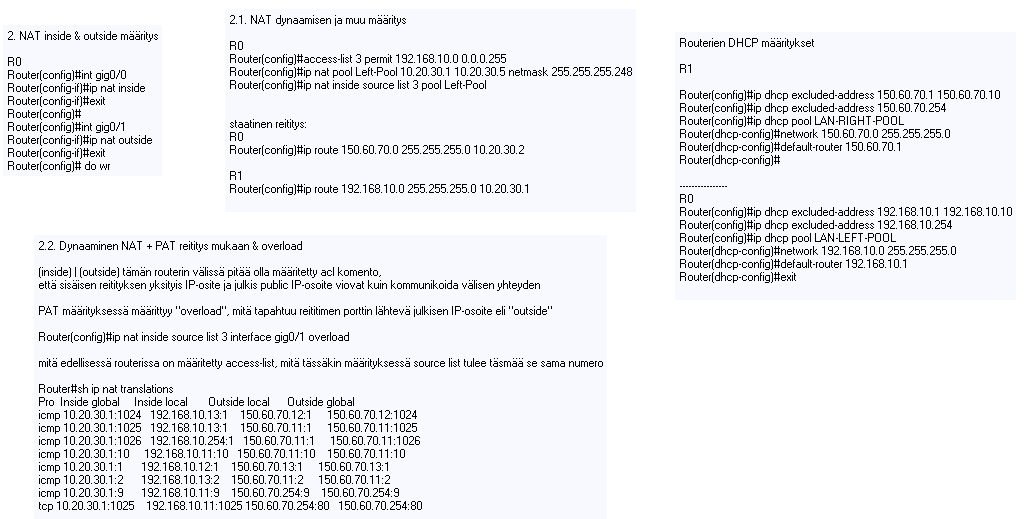 2. NAT inside & outside määritys
R0
Router(config)#int gig0/0
Router(config-if)#ip nat inside
Router(config-if)#exit
Router(config)#
Router(config)#int gig0/1
Router(config-if)#ip nat outside
Router(config-if)#exit
Router(config)# do wr
2.1. NAT dynaamisen ja muu määritys
R0
Router(config)#access-list 3 permit 192.168.10.0 0.0.0.255
Router(config)#ip nat pool Left-Pool 10.20.30.1 10.20.30.5 netmask 255.255.255.248
Router(config)#ip nat inside source list 3 pool Left-Pool
staatinen reititys:
R0
Router(config)#ip route 150.60.70.0 255.255.255.0 10.20.30.2
R1
Router(config)#ip route 192.168.10.0 255.255.255.0 10.20.30.1
Routerien DHCP määritykset
R1
Router(config)#ip dhcp excluded-address 150.60.70.1 150.60.70.10
Router(config)#ip dhcp excluded-address 150.60.70.254
Router(config)#ip dhcp pool LAN-RIGHT-POOL
Router(dhcp-config)#network 150.60.70.0 255.255.255.0
Router(dhcp-config)#default-router 150.60.70.1
Router(dhcp-config)#
----------------
R0
Router(config)#ip dhcp excluded-address 192.168.10.1 192.168.10.10
Router(config)#ip dhcp excluded-address 192.168.10.254
Router(config)#ip dhcp pool LAN-LEFT-POOL
Router(dhcp-config)#network 192.168.10.0 255.255.255.0
Router(dhcp-config)#default-router 192.168.10.1
Router(dhcp-config)#exit
2.2. Dynaaminen NAT + PAT reititys mukaan & overload
(inside) | (outside) tämän routerin välissä pitää olla määritetty acl komento,
että sisäisen reitityksen yksityis IP-osite ja julkis public IP-osoite viovat kuin kommunikoida välisen yhteyden
PAT määrityksessä määrittyy "overload", mitä tapahtuu reititimen porttin lähtevä julkisen IP-osoite eli "outside"
Router(config)#ip nat inside source list 3 interface gig0/1 overload
mitä edellisessä routerissa on määritetty access-list, mitä tässäkin määrityksessä source list tulee täsmää se sama numero
Router#sh ip nat translations
Pro Inside global Inside local Outside local Outside global
icmp 10.20.30.1:1024 192.168.10.13:1 150.60.70.12:1 150.60.70.12:1024
icmp 10.20.30.1:1025 192.168.10.13:1 150.60.70.11:1 150.60.70.11:1025
icmp 10.20.30.1:1026 192.168.10.254:1 150.60.70.11:1 150.60.70.11:1026
icmp 10.20.30.1:10 192.168.10.11:10 150.60.70.11:10 150.60.70.11:10
icmp 10.20.30.1:1 192.168.10.12:1 150.60.70.13:1 150.60.70.13:1
icmp 10.20.30.1:2 192.168.10.13:2 150.60.70.11:2 150.60.70.11:2
icmp 10.20.30.1:9 192.168.10.11:9 150.60.70.254:9 150.60.70.254:9
tcp 10.20.30.1:1025 192.168.10.11:1025 150.60.70.254:80 150.60.70.254:80